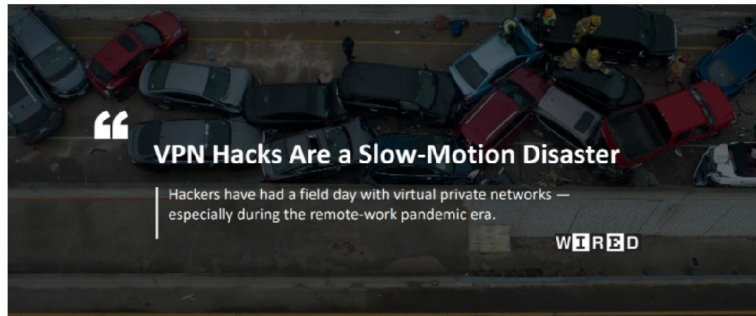 “
VPN Hacks Are a Slow-Motion Disaster
Hackers have had a field day with virtual private networks —
especially during the remote-work pandemic era.
WIRED